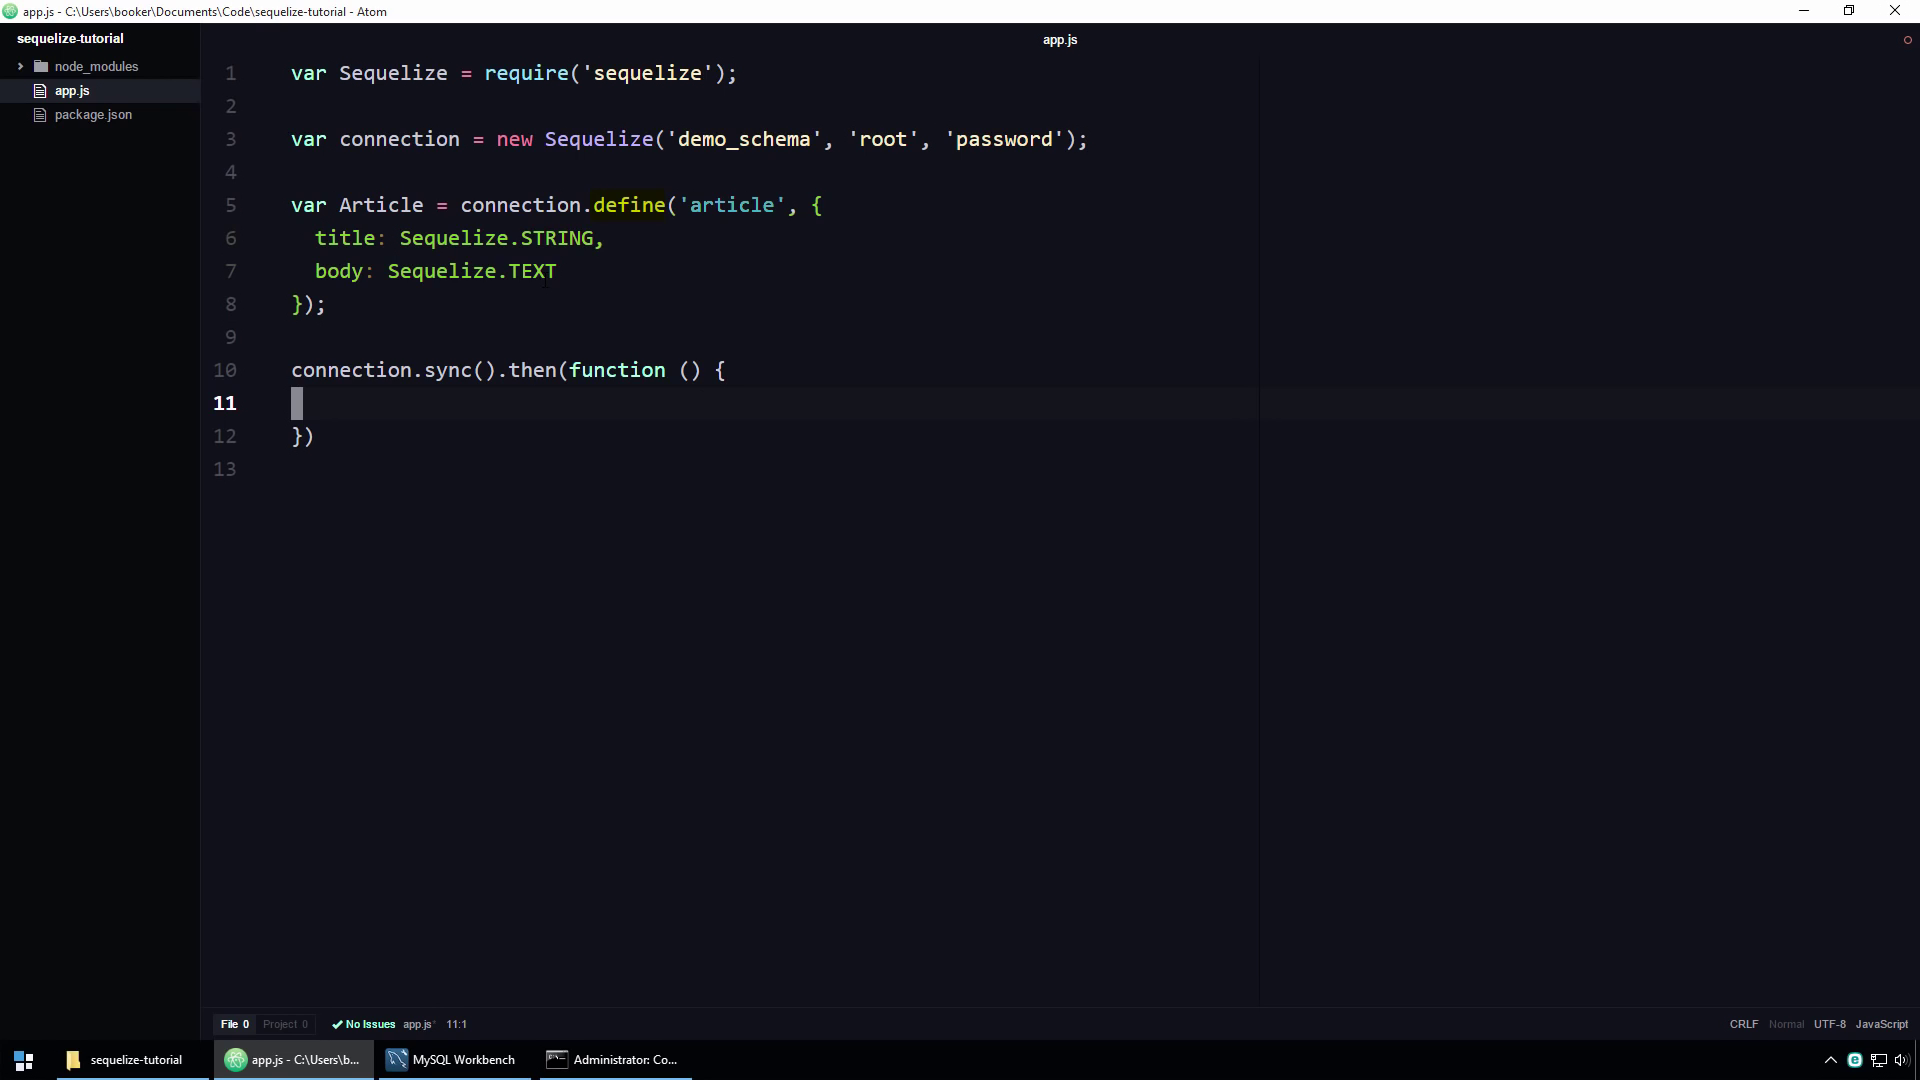 app.js - C:\Users\booker\Documents\Code\sequelize-tutorial - Atom
sequelize-tutorial
node_modules
app.js
package.json
app.js
1 var Sequelize = require('sequelize');
2
3 var connection = new Sequelize('demo_schema', 'root', 'password');
4
5 var Article = connection.define('article', {
6   title: Sequelize.STRING,
7   body: Sequelize.TEXT
8 });
9
10 connection.sync().then(function () {
11
12 })
13
File 0 Project 0 No Issues app.js* 11:1 CRLF Normal UTF-8 JavaScript
sequelize-tutorial app.js - C:\Users\b... MySQL Workbench Administrator: Co...